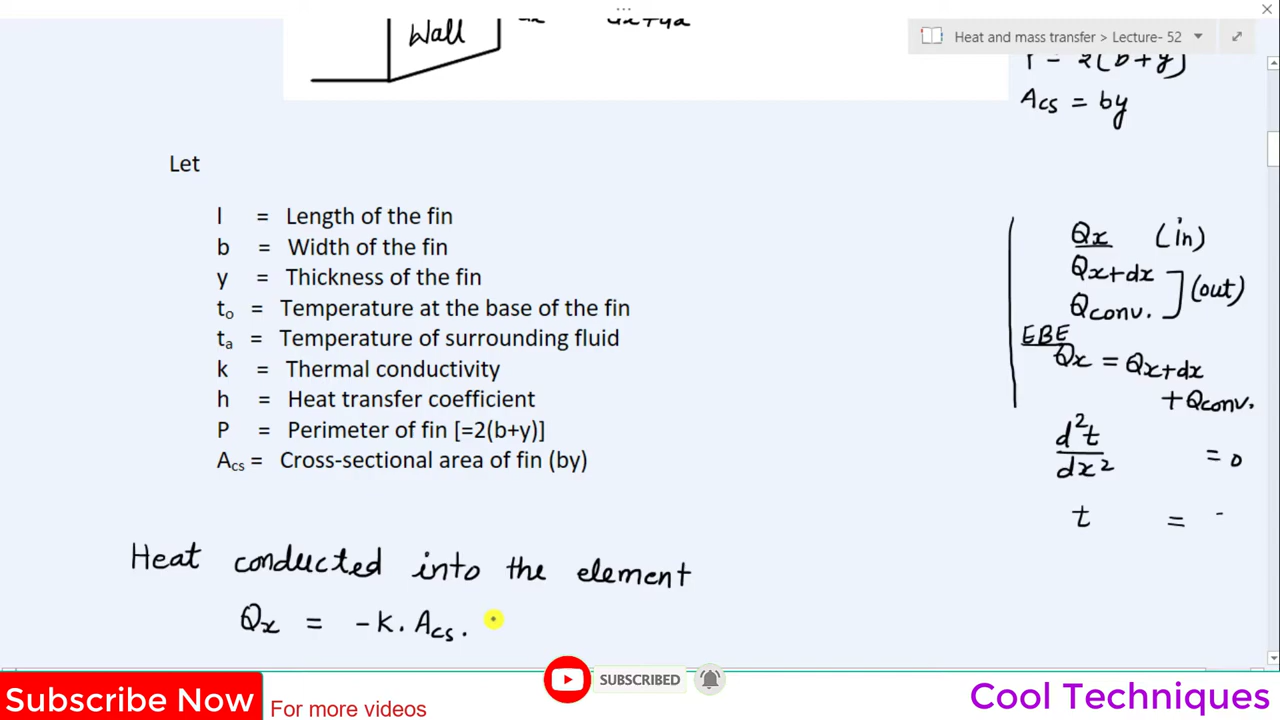 Wall
Heat and mass transfer > Lecture- 52
P = 2(b+y)
Acs = by
Let
l = Length of the fin
b = Width of the fin
y = Thickness of the fin
to = Temperature at the base of the fin
ta = Temperature of surrounding fluid
k = Thermal conductivity
h = Heat transfer coefficient
P = Perimeter of fin [=2(b+y)]
Acs = Cross-sectional area of fin (by)
Qx (in)
Qx+dx
Qconv. ] (out)
EBE
Qx = Qx+dx
+Qconv.
d²t
dx² = 0
t =
Heat conducted into the element
Qx = -k. Acs.
SUBSCRIBED
Subscribe Now
For more videos
Cool Techniques